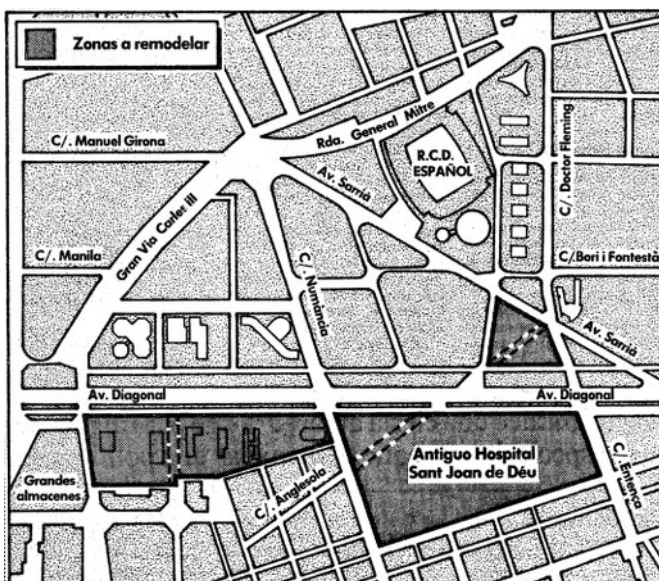 Zonas a remodelar
C/. Manuel Girona
Rda. General Mitre
R.C.D.
ESPAÑOL
C/. Doctor Fleming
Av. Sarrià
Gran Via Carles III
C/. Manila
C/. Numància
C/.Bori i Fontestà
Av. Sarrià
Av. Diagonal
Av. Diagonal
Grandes
almacenes
C/. Anglesola
Antiguo Hospital
Sant Joan de Déu
C/. Entença